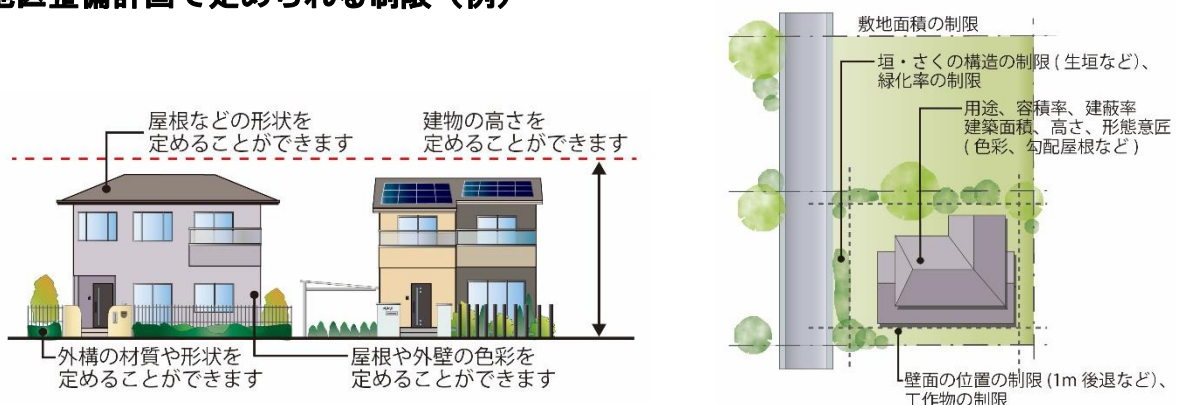 地区整備計画で定められる制限（例）
屋根などの形状を
定めることができます
建物の高さを
定めることができます
外構の材質や形状を
定めることができます
屋根や外壁の色彩を
定めることができます
敷地面積の制限
垣・さくの構造の制限 ( 生垣など)、
緑化率の制限
用途、容積率、建蔽率
建築面積、高さ、形態意匠
( 色彩、勾配屋根など )
壁面の位置の制限 (1m 後退など)、
工作物の制限